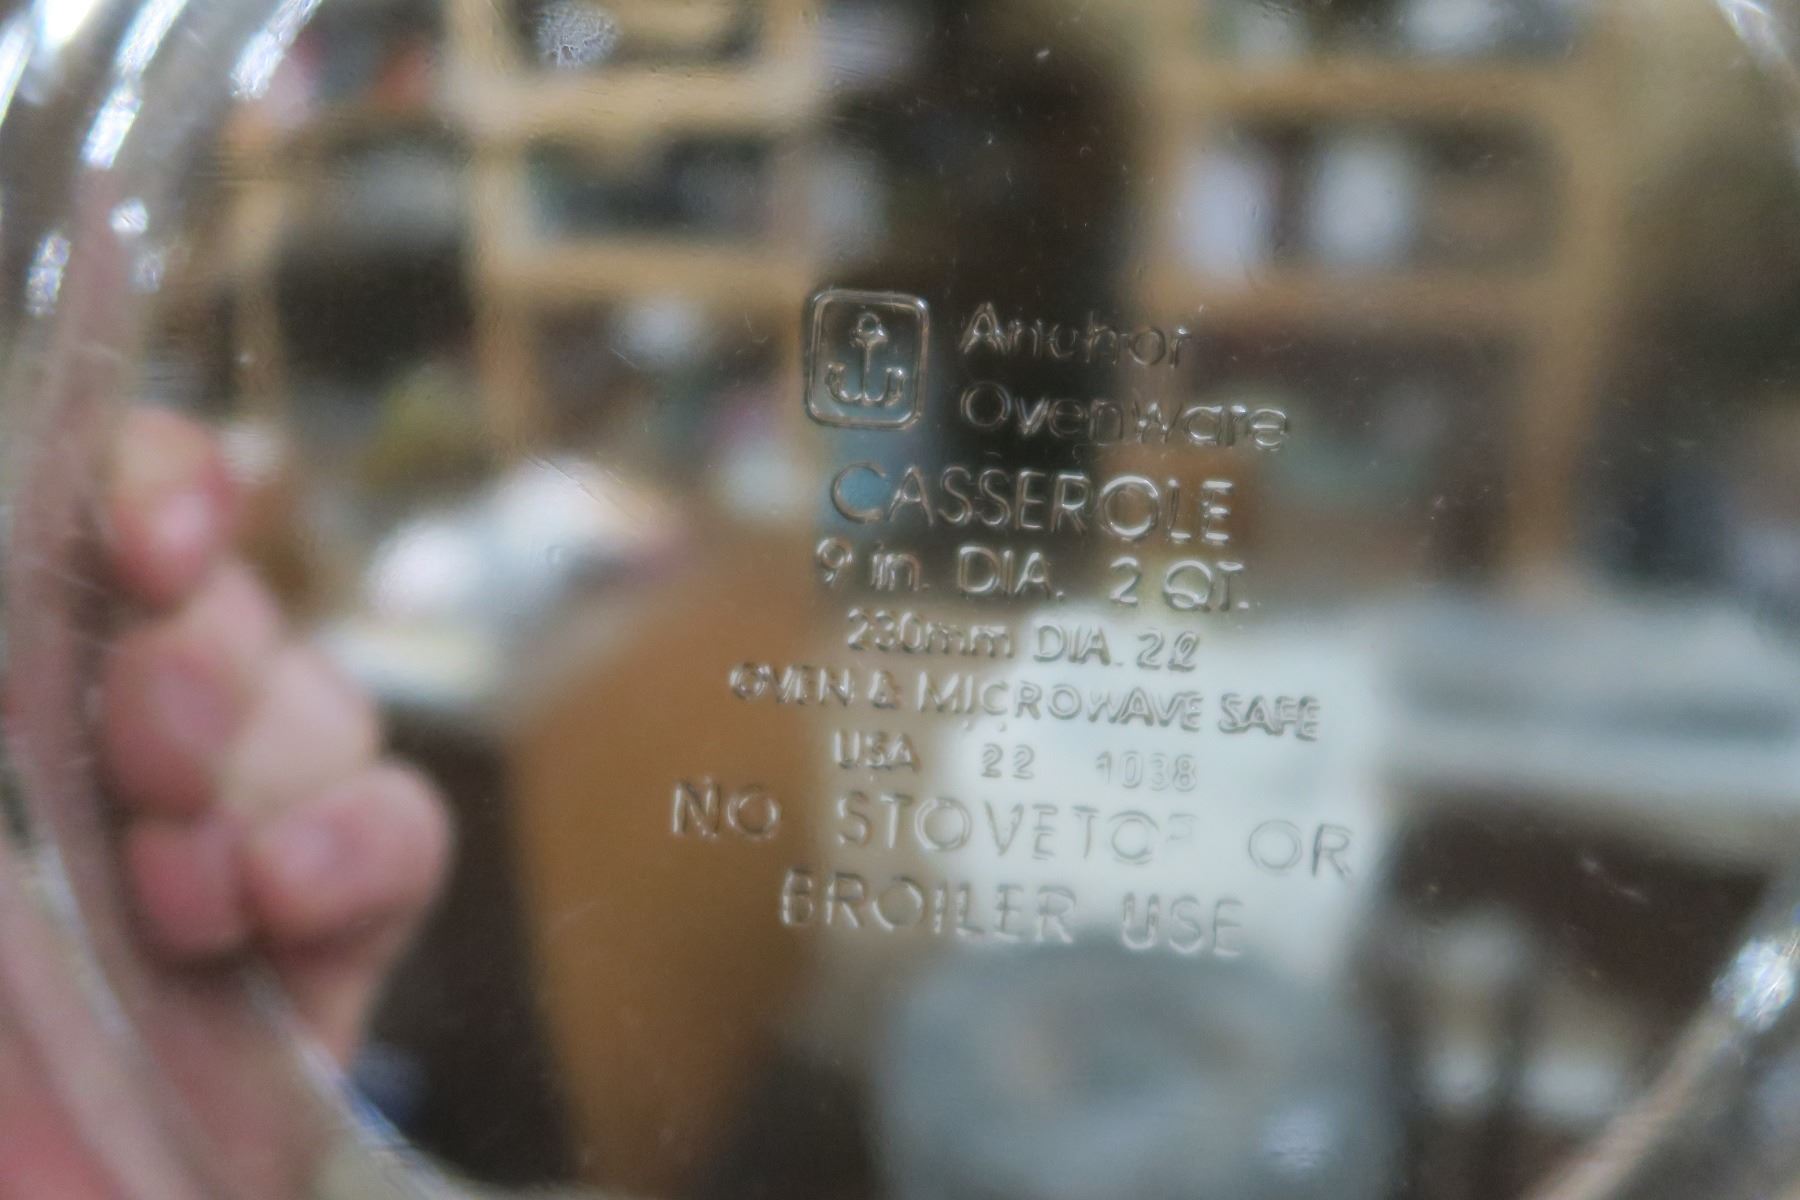 Anchor
OvenWare
CASSEROLE
9 in. DIA. 2 QT.
230mm DIA. 2ℓ
OVEN & MICROWAVE SAFE
USA 22 1038
NO STOVETOP OR
BROILER USE